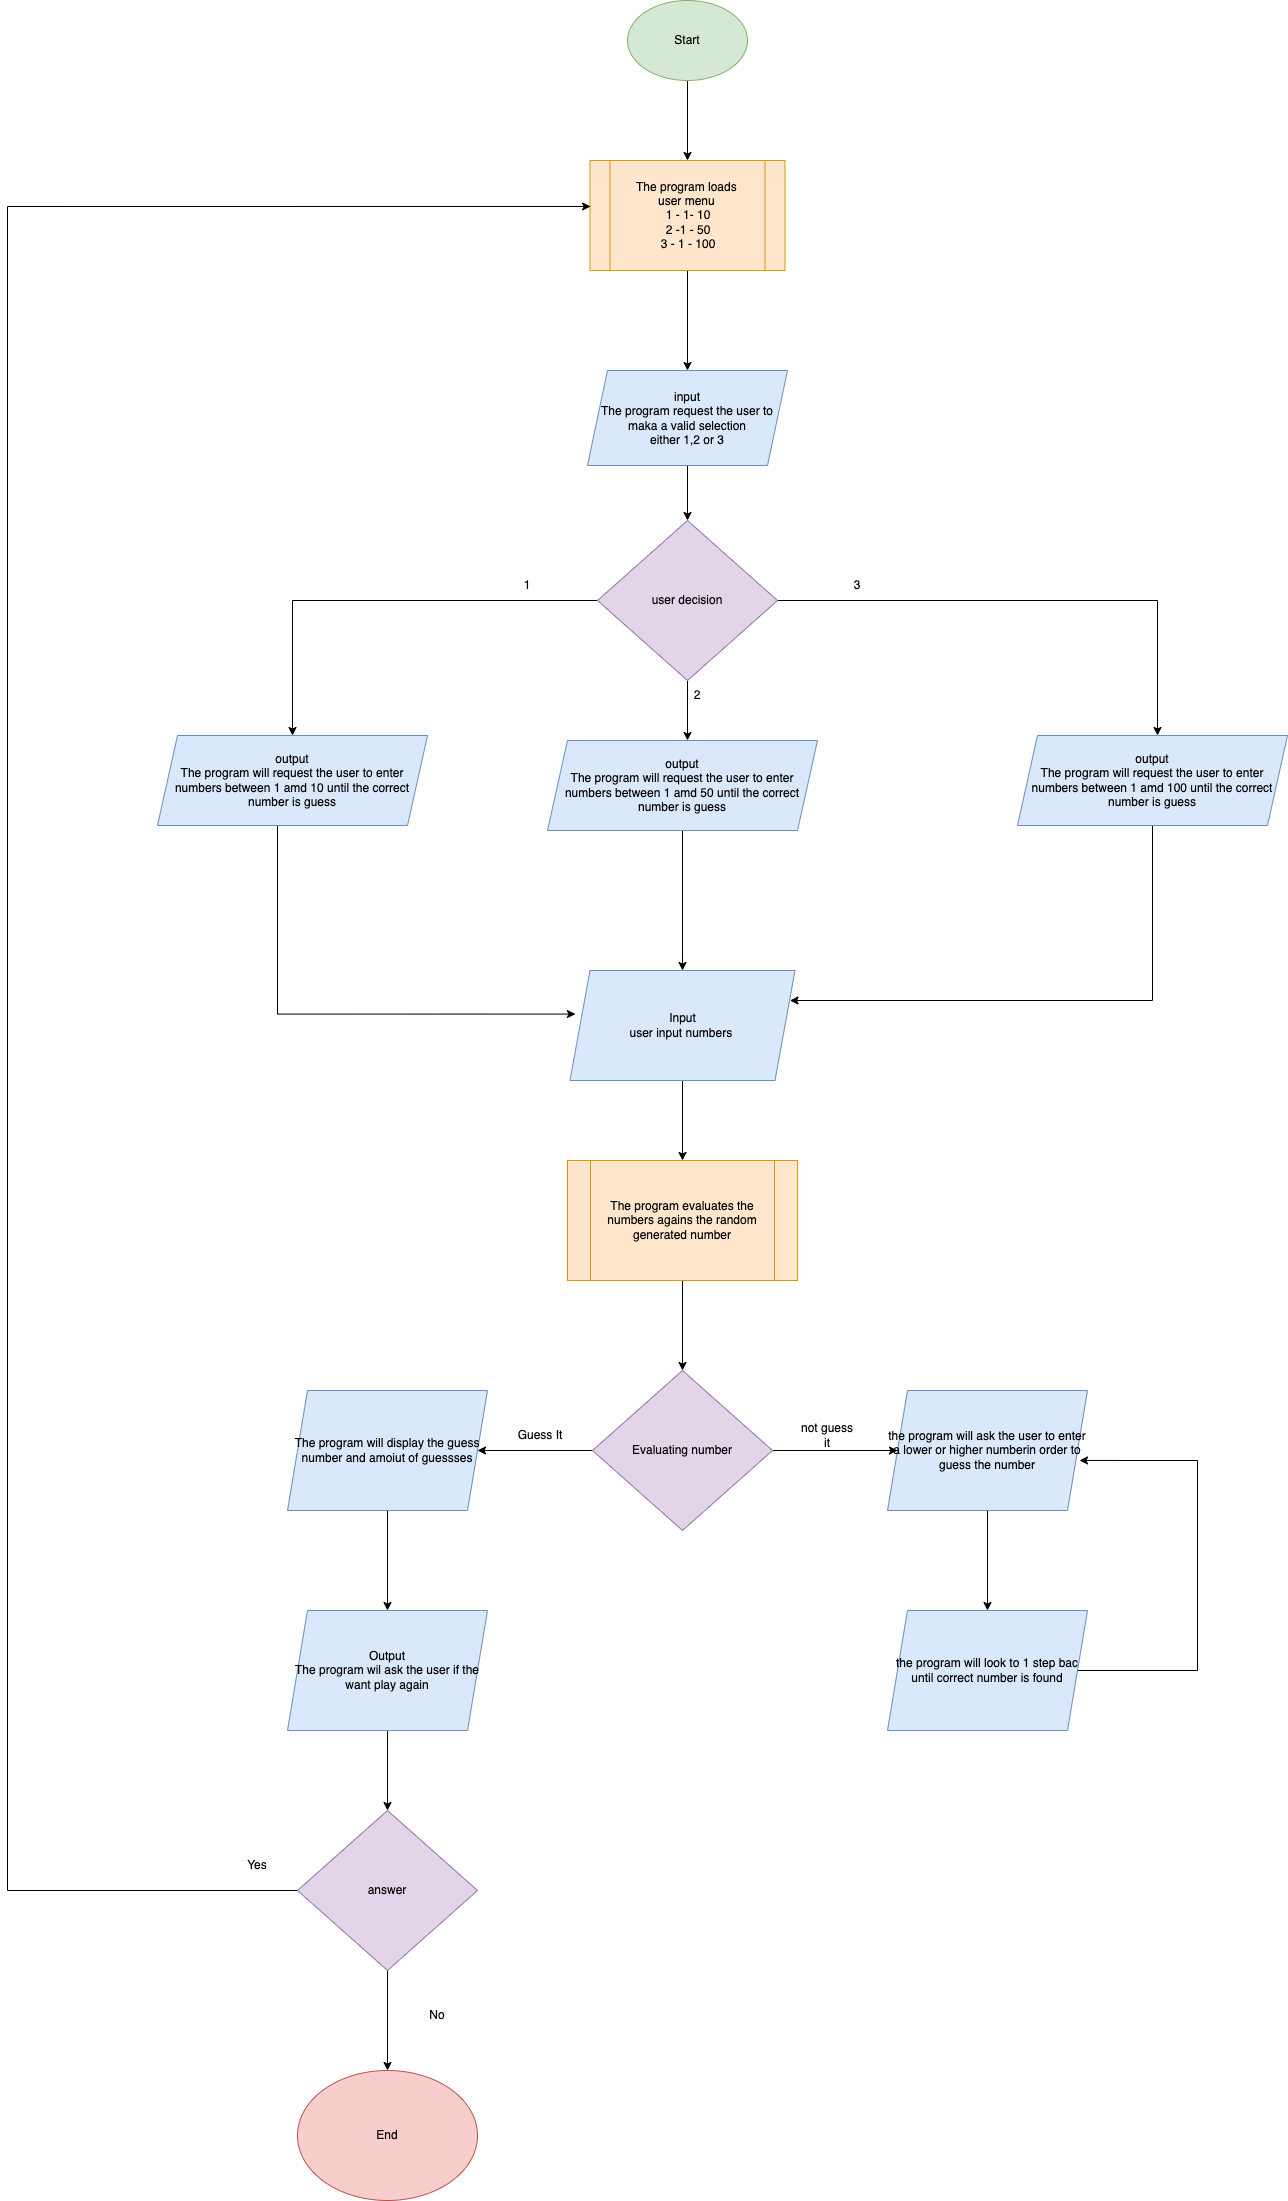 Start
The program loads
user menu
1 - 1- 10
2 -1 - 50
3 - 1 - 100
input
The program request the user to
maka a valid selection
either 1,2 or 3
user decision
1
3
2
output
The program will request the user to enter
numbers between 1 amd 10 until the correct
number is guess
output
The program will request the user to enter
numbers between 1 amd 50 until the correct
number is guess
output
The program will request the user to enter
numbers between 1 amd 100 until the correct
number is guess
Input
user input numbers
The program evaluates the
numbers agains the random
generated number
Evaluating number
Guess It
not guess
it
The program will display the guess
number and amoiut of guessses
the program will ask the user to enter
a lower or higher numberin order to
guess the number
Output
The program wil ask the user if the
want play again
the program will look to 1 step bac
until correct number is found
answer
Yes
No
End